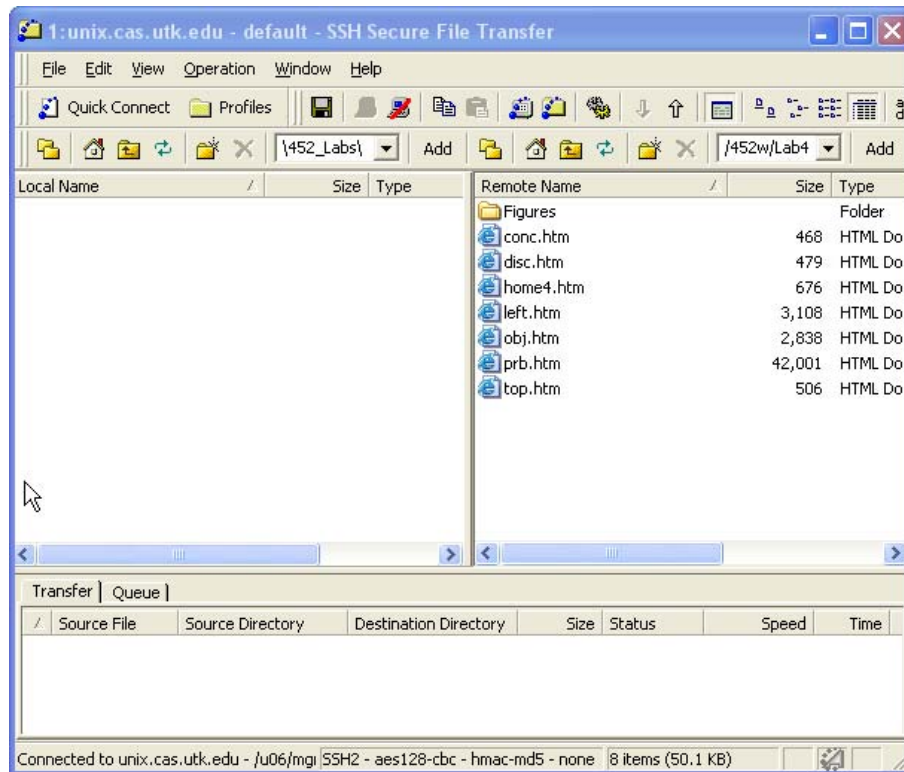 1:unix.cas.utk.edu - default - SSH Secure File Transfer
File Edit View Operation Window Help
Quick Connect Profiles
\452_Labs\ Add /452w/Lab4 Add
Local Name Size Type Remote Name Size Type
Figures Folder
conc.htm 468 HTML Do
disc.htm 479 HTML Do
home4.htm 676 HTML Do
left.htm 3,108 HTML Do
obj.htm 2,838 HTML Do
prb.htm 42,001 HTML Do
top.htm 506 HTML Do
Transfer Queue
Source File Source Directory Destination Directory Size Status Speed Time
Connected to unix.cas.utk.edu - /u06/mgr SSH2 - aes128-cbc - hmac-md5 - none 8 items (50.1 KB)